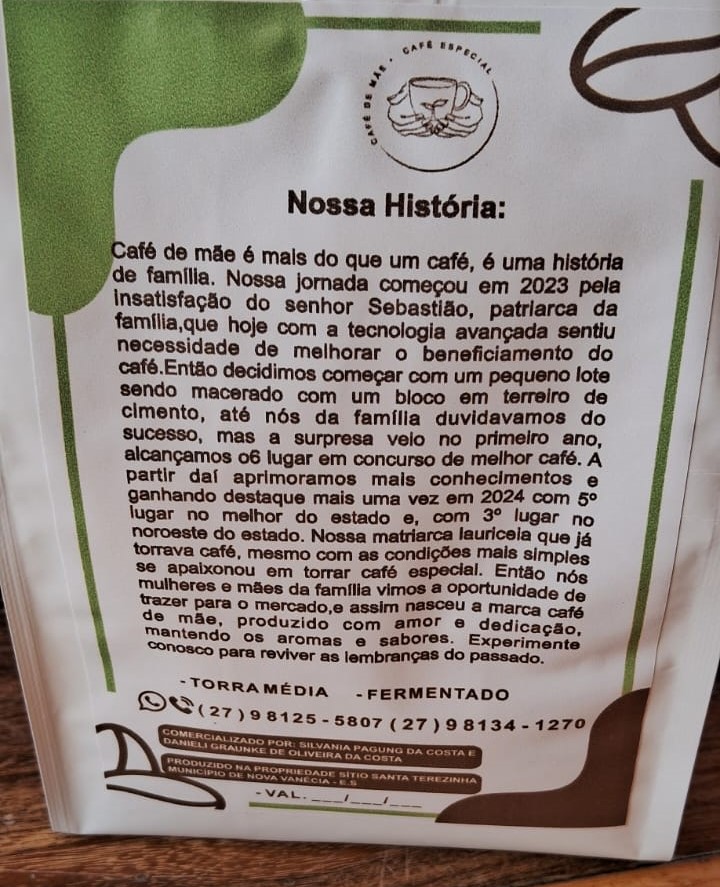 CAFÉ DE MÃE • CAFÉ ESPECIAL
Nossa História:
Café de mãe é mais do que um café, é uma história
de família. Nossa jornada começou em 2023 pela
insatisfação do senhor Sebastião, patriarca da
família,que hoje com a tecnologia avançada sentiu
necessidade de melhorar o beneficiamento do
café.Então decidimos começar com um pequeno lote
sendo macerado com um bloco em terreiro de
cimento, até nós da família duvidavamos do
sucesso, mas a surpresa veio no primeiro ano,
alcançamos o6 lugar em concurso de melhor café. A
partir daí aprimoramos mais conhecimentos e
ganhando destaque mais uma vez em 2024 com 5º
lugar no melhor do estado e, com 3º lugar no
noroeste do estado. Nossa matriarca lauriceia que já
torrava café, mesmo com as condições mais simples
se apaixonou em torrar café especial. Então nós
mulheres e mães da família vimos a oportunidade de
trazer para o mercado,e assim nasceu a marca café
de mãe, produzido com amor e dedicação,
mantendo os aromas e sabores. Experimente
conosco para reviver as lembranças do passado.
- TORRA MÉDIA - FERMENTADO
(27)98125-5807 (27)98134-1270
COMERCIALIZADO POR: SILVANIA PAGUNG DA COSTA E
DANIELI GRAUNKE DE OLIVEIRA DA COSTA
PRODUZIDO NA PROPRIEDADE SÍTIO SANTA TEREZINHA
MUNICÍPIO DE NOVA VANÉCIA - E.S
- VAL. ___/___/___